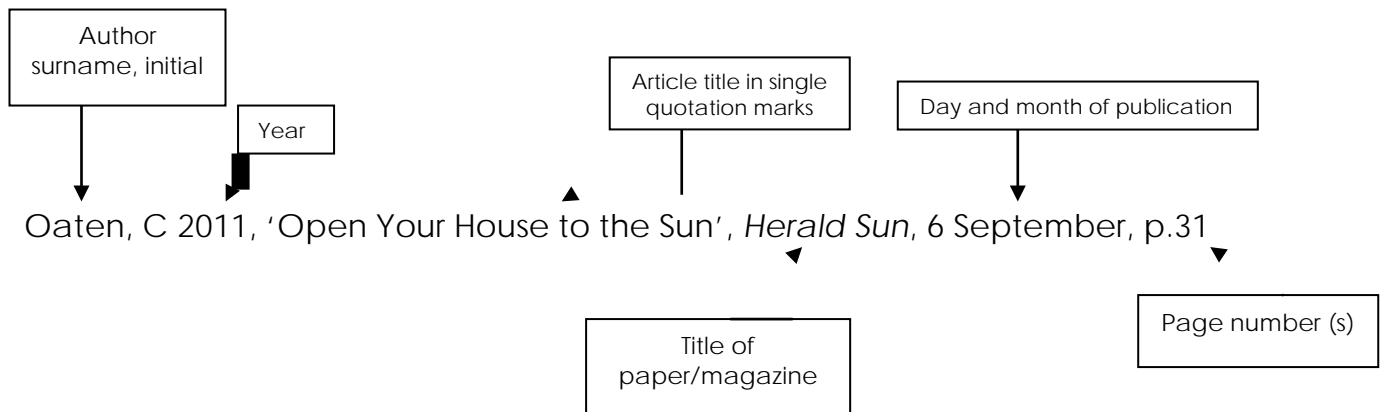 Author
surname, initial
Year
Article title in single
quotation marks
Day and month of publication
Oaten, C 2011, ‘Open Your House to the Sun’, Herald Sun, 6 September, p.31
Title of
paper/magazine
Page number (s)